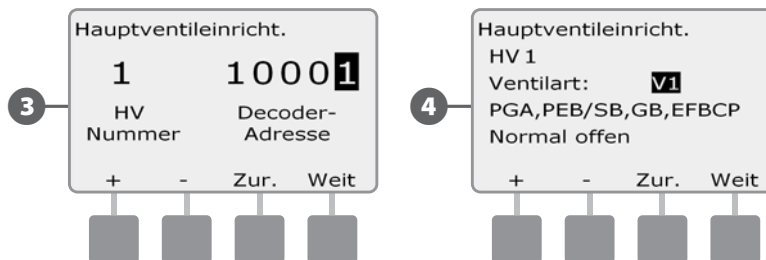 3
Hauptventileinricht.
1 10001
HV Decoder-
Nummer Adresse
+ - Zur. Weit
4
Hauptventileinricht.
HV 1
Ventilart: V1
PGA,PEB/SB,GB,EFBCP
Normal offen
+ - Zur. Weit